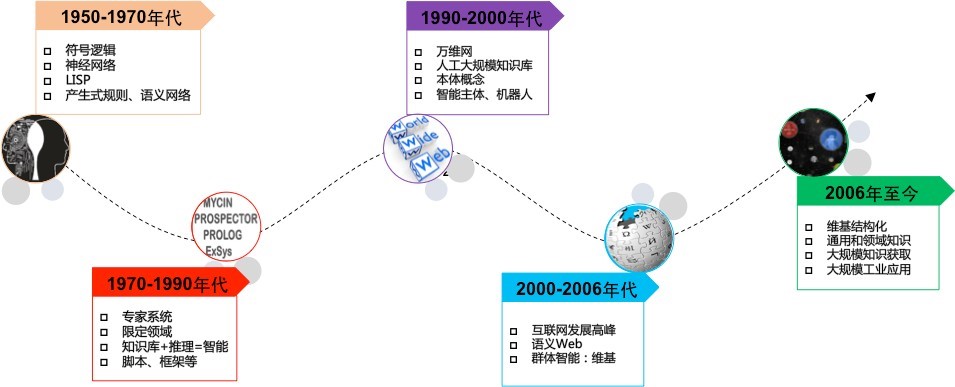 1950-1970年代
符号逻辑
神经网络
LISP
产生式规则、语义网络
MYCIN
PROSPECTOR
PROLOG
ExSys
1970-1990年代
专家系统
限定领域
知识库+推理=智能
脚本、框架等
1990-2000年代
万维网
人工大规模知识库
本体概念
智能主体、机器人
World
Wide
Web
2000-2006年代
互联网发展高峰
语义Web
群体智能：维基
2006年至今
维基结构化
通用和领域知识
大规模知识获取
大规模工业应用